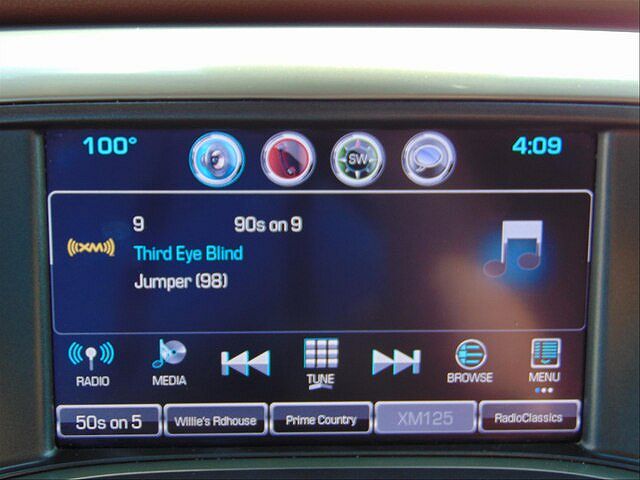 100° SW 4:09
9 90s on 9
((XM))
Third Eye Blind
Jumper (98)
RADIO MEDIA TUNE BROWSE MENU
50s on 5 Willie's Rdhouse Prime Country XM125 RadioClassics